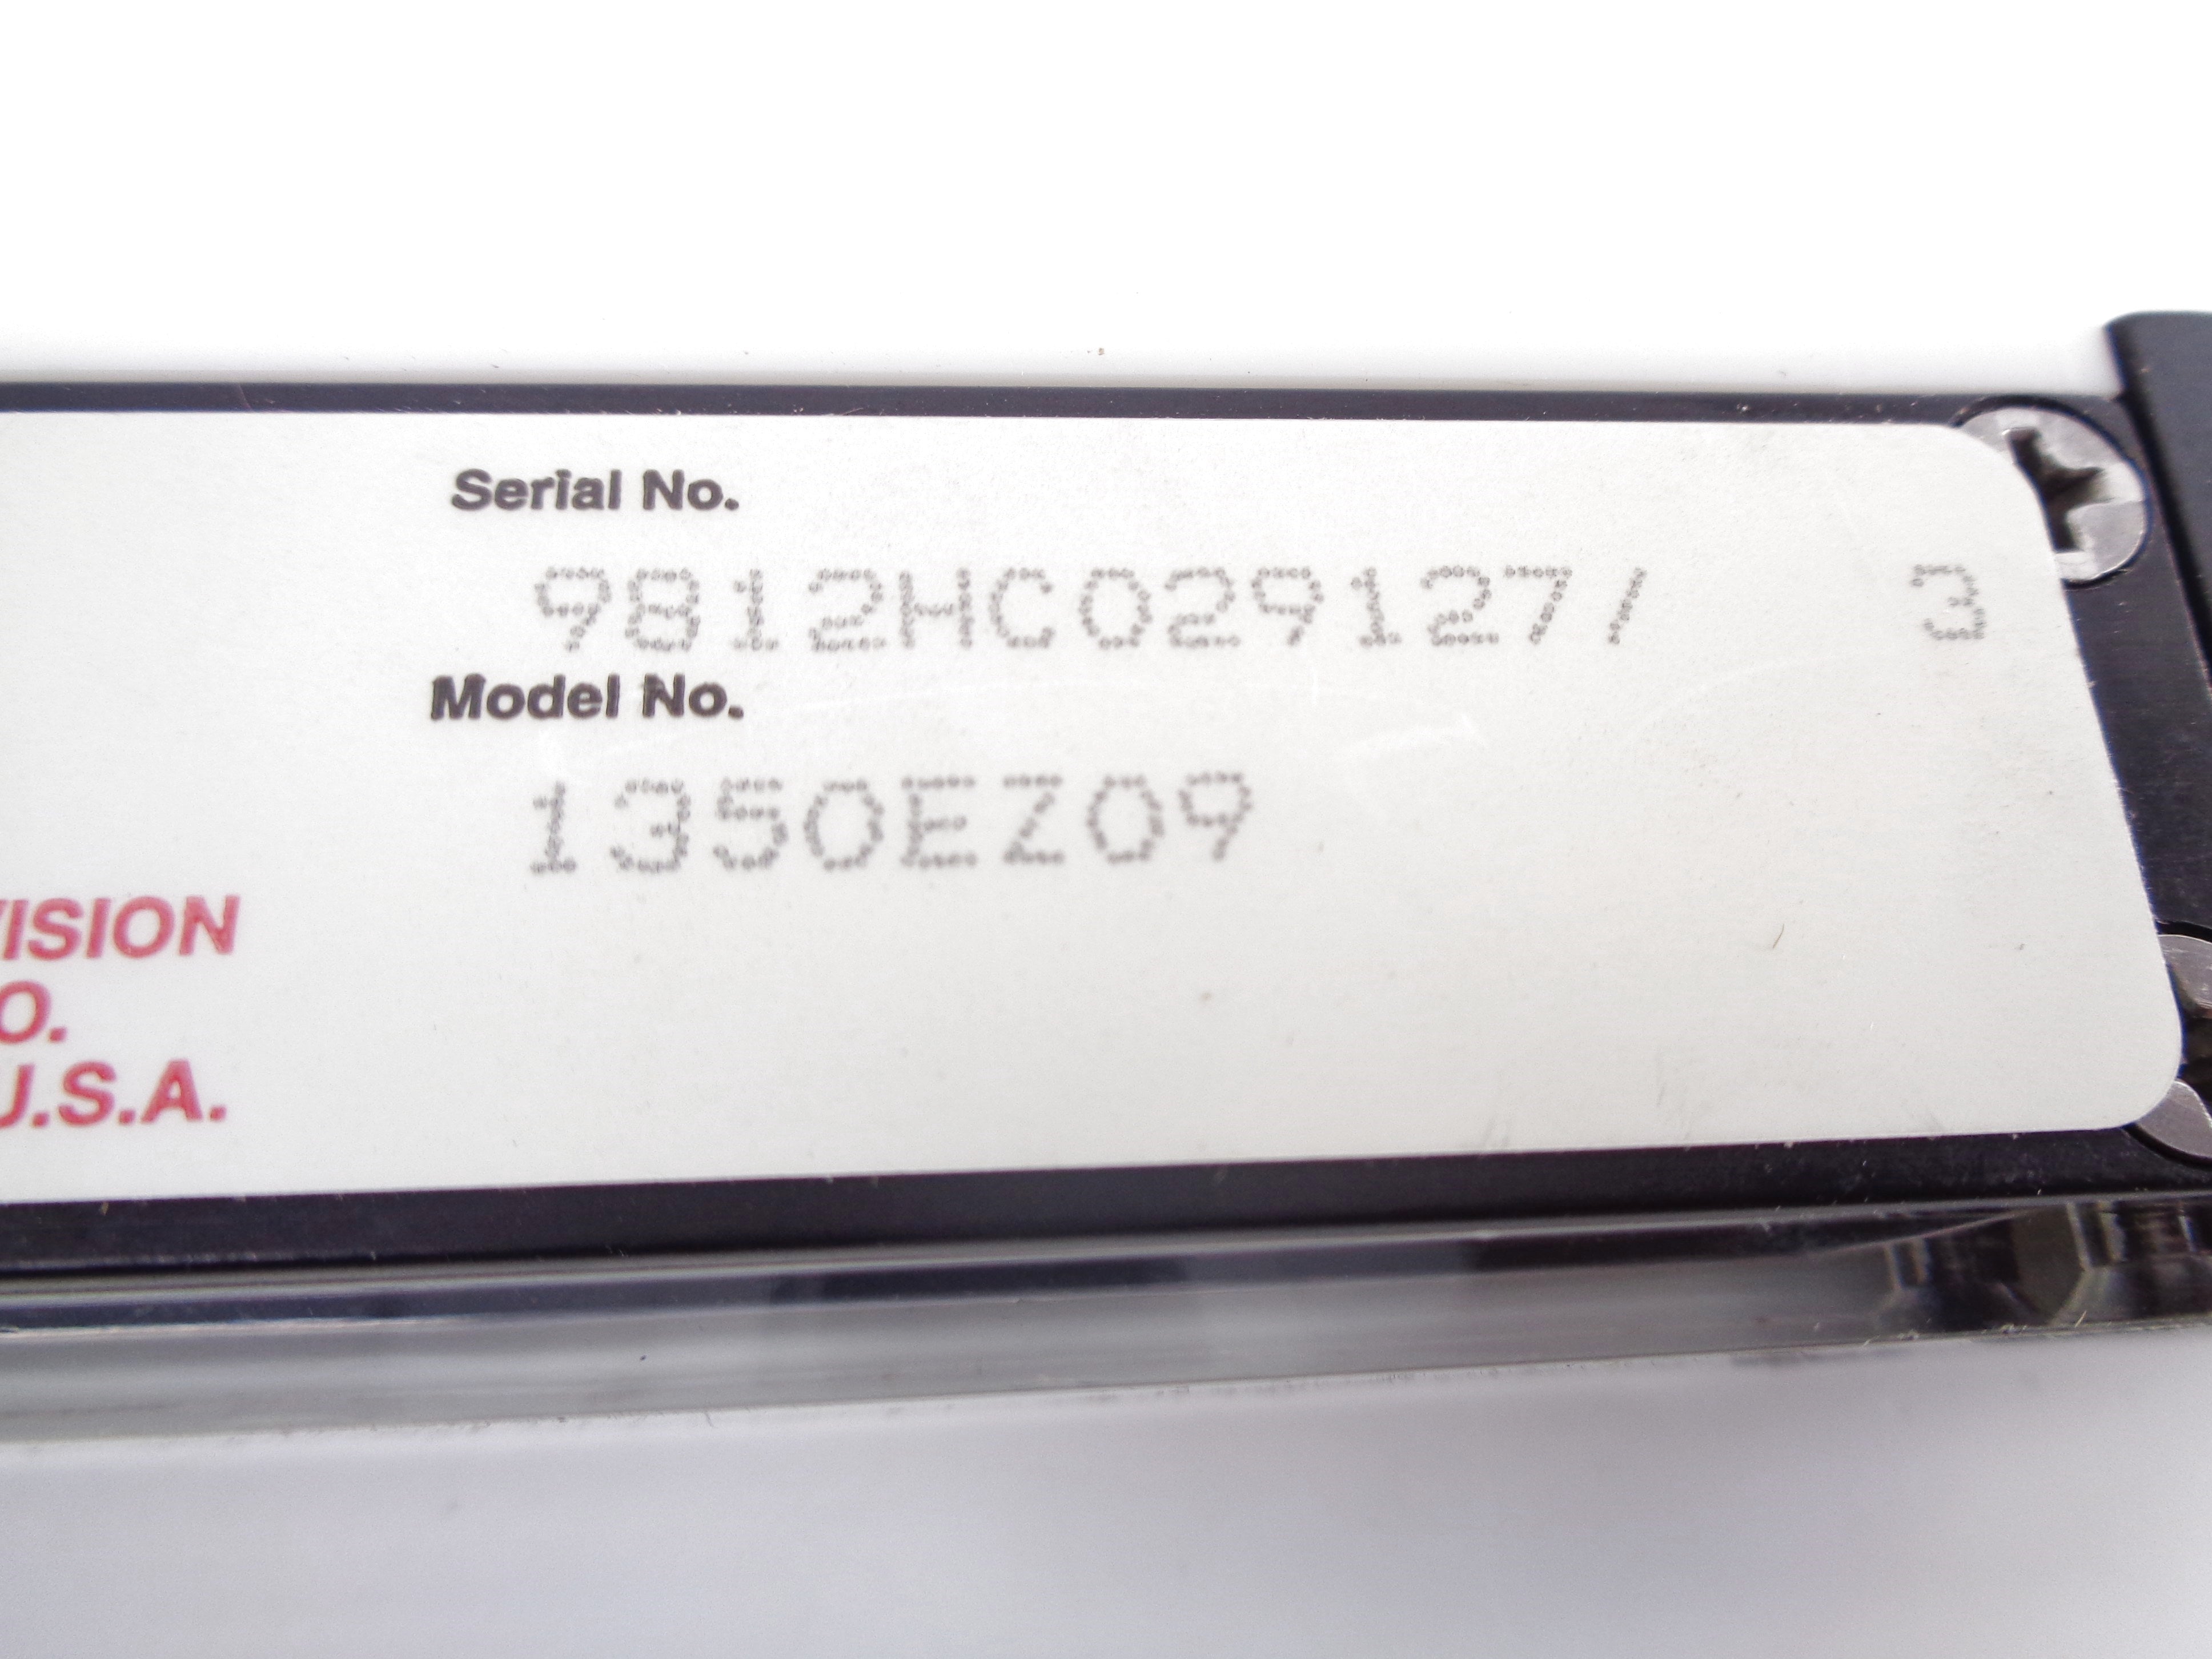 Serial No.
9812HC029127/ 3
Model No.
1350EZ09
VISION
O.
U.S.A.